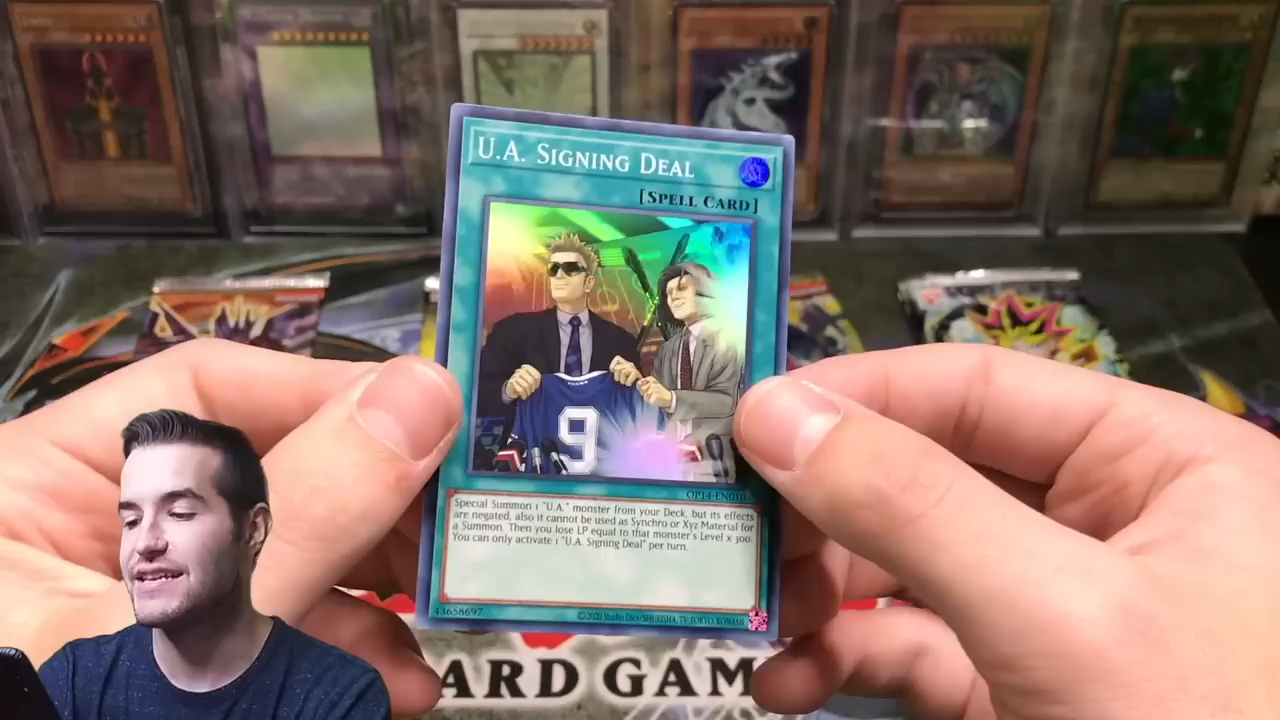 U.A. SIGNING DEAL
[SPELL CARD]
9
OP14-EN010
Special Summon 1 "U.A." monster from your Deck, but its effects
are negated, also it cannot be used as Synchro or Xyz Material for
a Summon. Then you lose LP equal to that monster's Level x 300.
You can only activate 1 "U.A. Signing Deal" per turn.
43658697
©2020 Studio Dice/SHUEISHA, TV TOKYO, KONAMI
CARD GAM